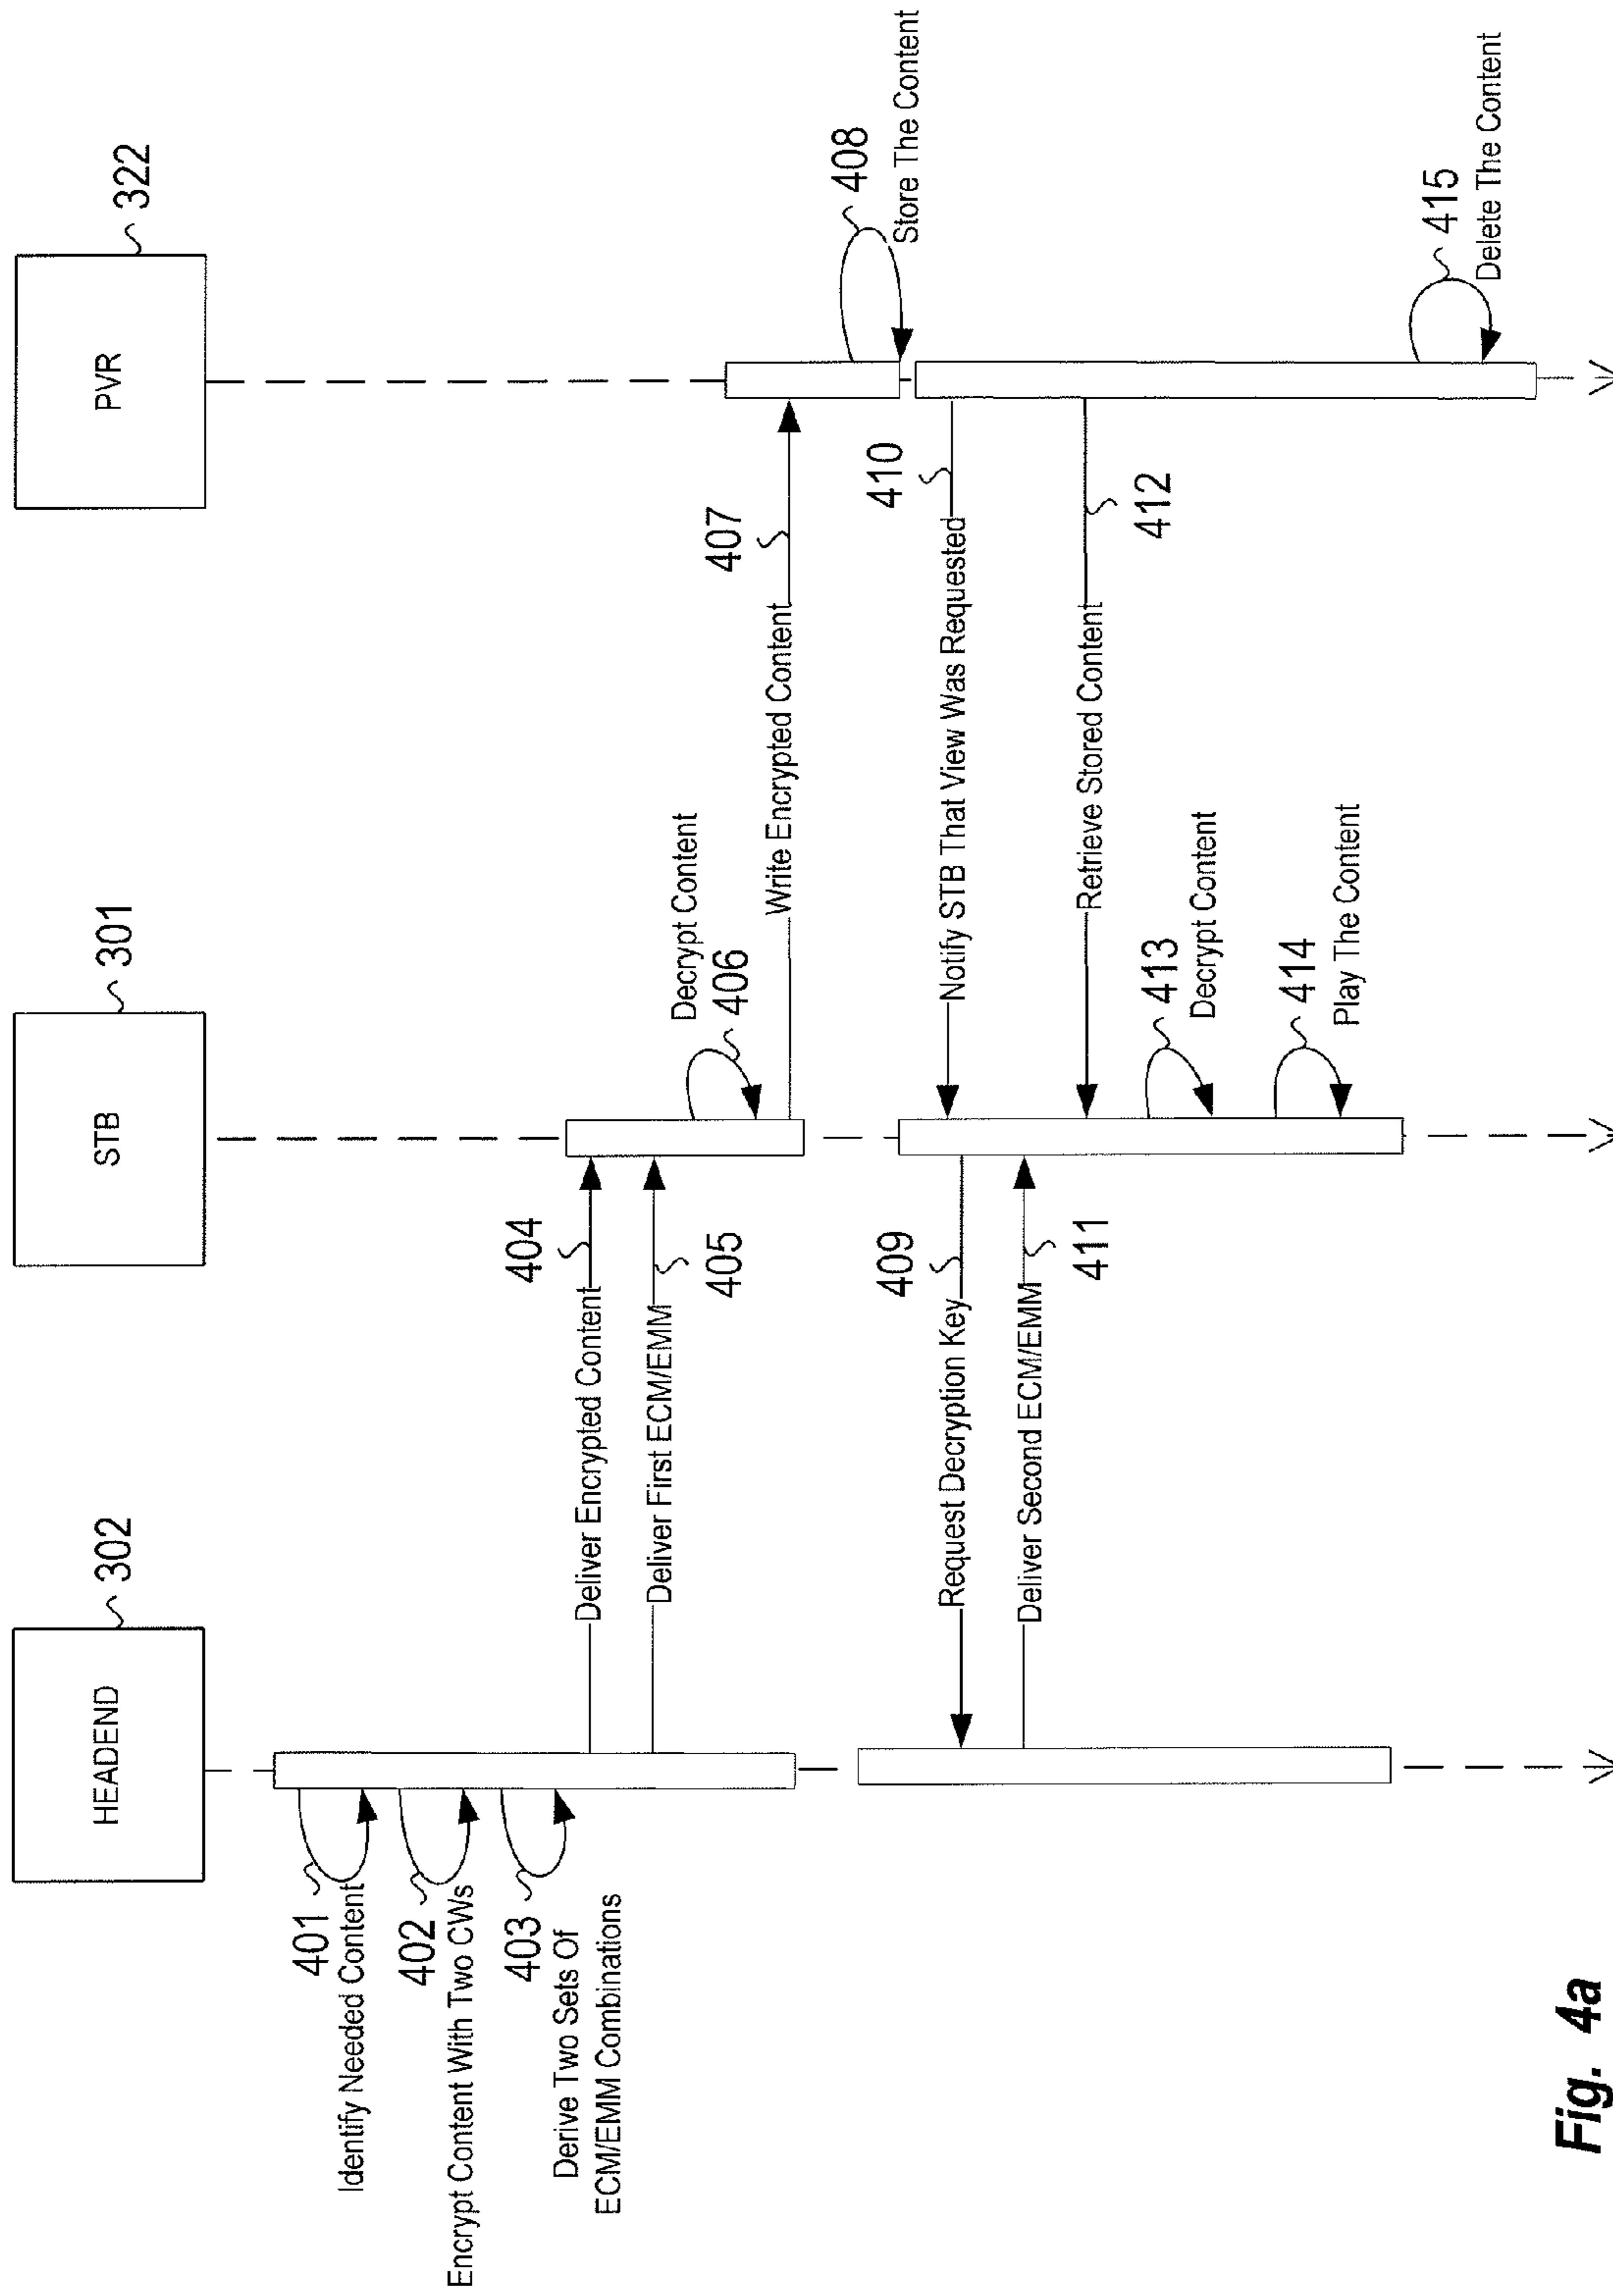 HEADEND
302
STB
301
PVR
322
401
Identify Needed Content
402
Encrypt Content With Two CWs
403
Derive Two Sets Of
ECM/EMM Combinations
Deliver Encrypted Content
404
Deliver First ECM/EMM
405
Decrypt Content
406
Write Encrypted Content
407
408
Store The Content
Request Decryption Key
409
Notify STB That View Was Requested
410
Deliver Second ECM/EMM
411
Retrieve Stored Content
412
413
Decrypt Content
414
Play The Content
415
Delete The Content
Fig. 4a